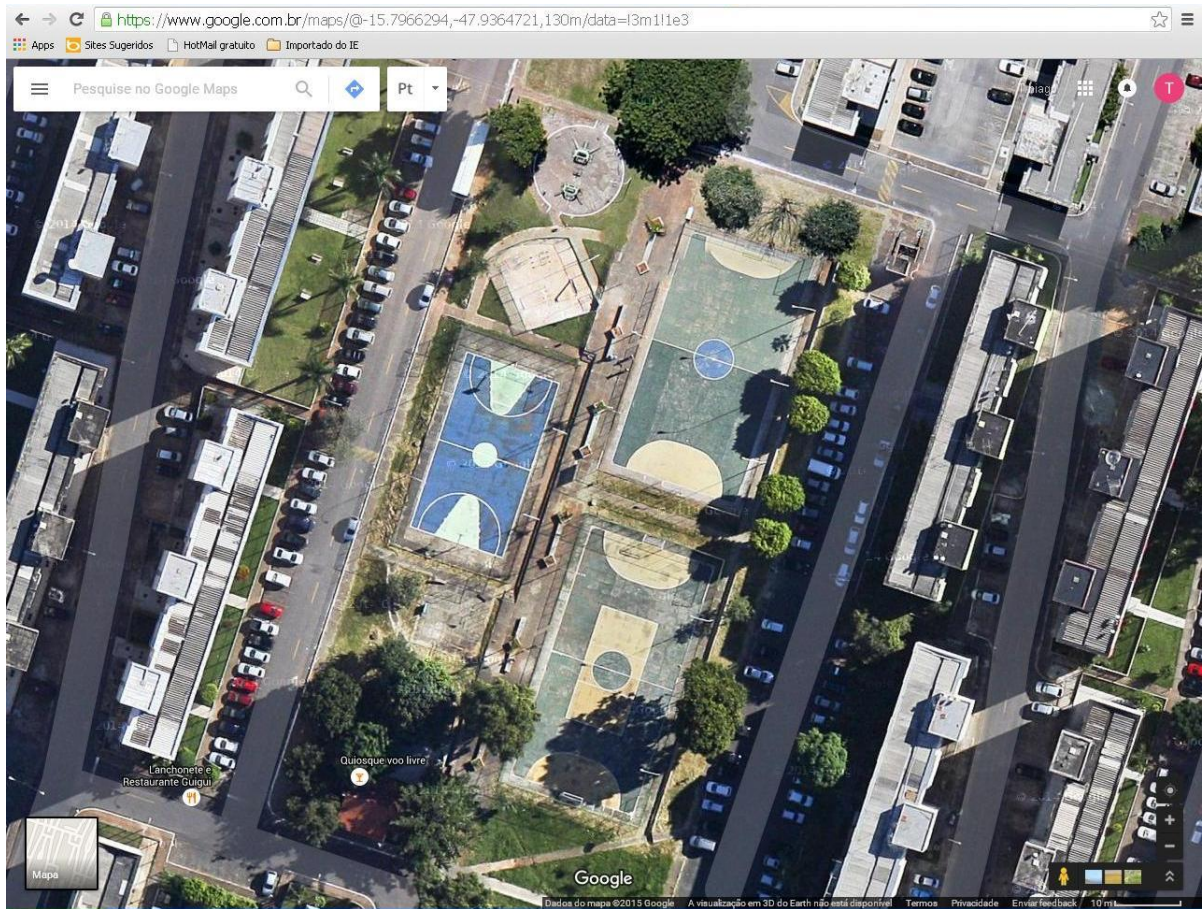 https://www.google.com.br/maps/@-15.7966294,-47.9364721,130m/data=!3m1!1e3
Apps Sites Sugeridos HotMail gratuito Importado do IE
Pesquise no Google Maps Pt T
Quiosque voo livre
Lanchonete e
Restaurante Guigui
Mapa
Google
Dados do mapa ©2015 Google A visualização em 3D do Earth não está disponível Termos Privacidade Enviar feedback 10 m